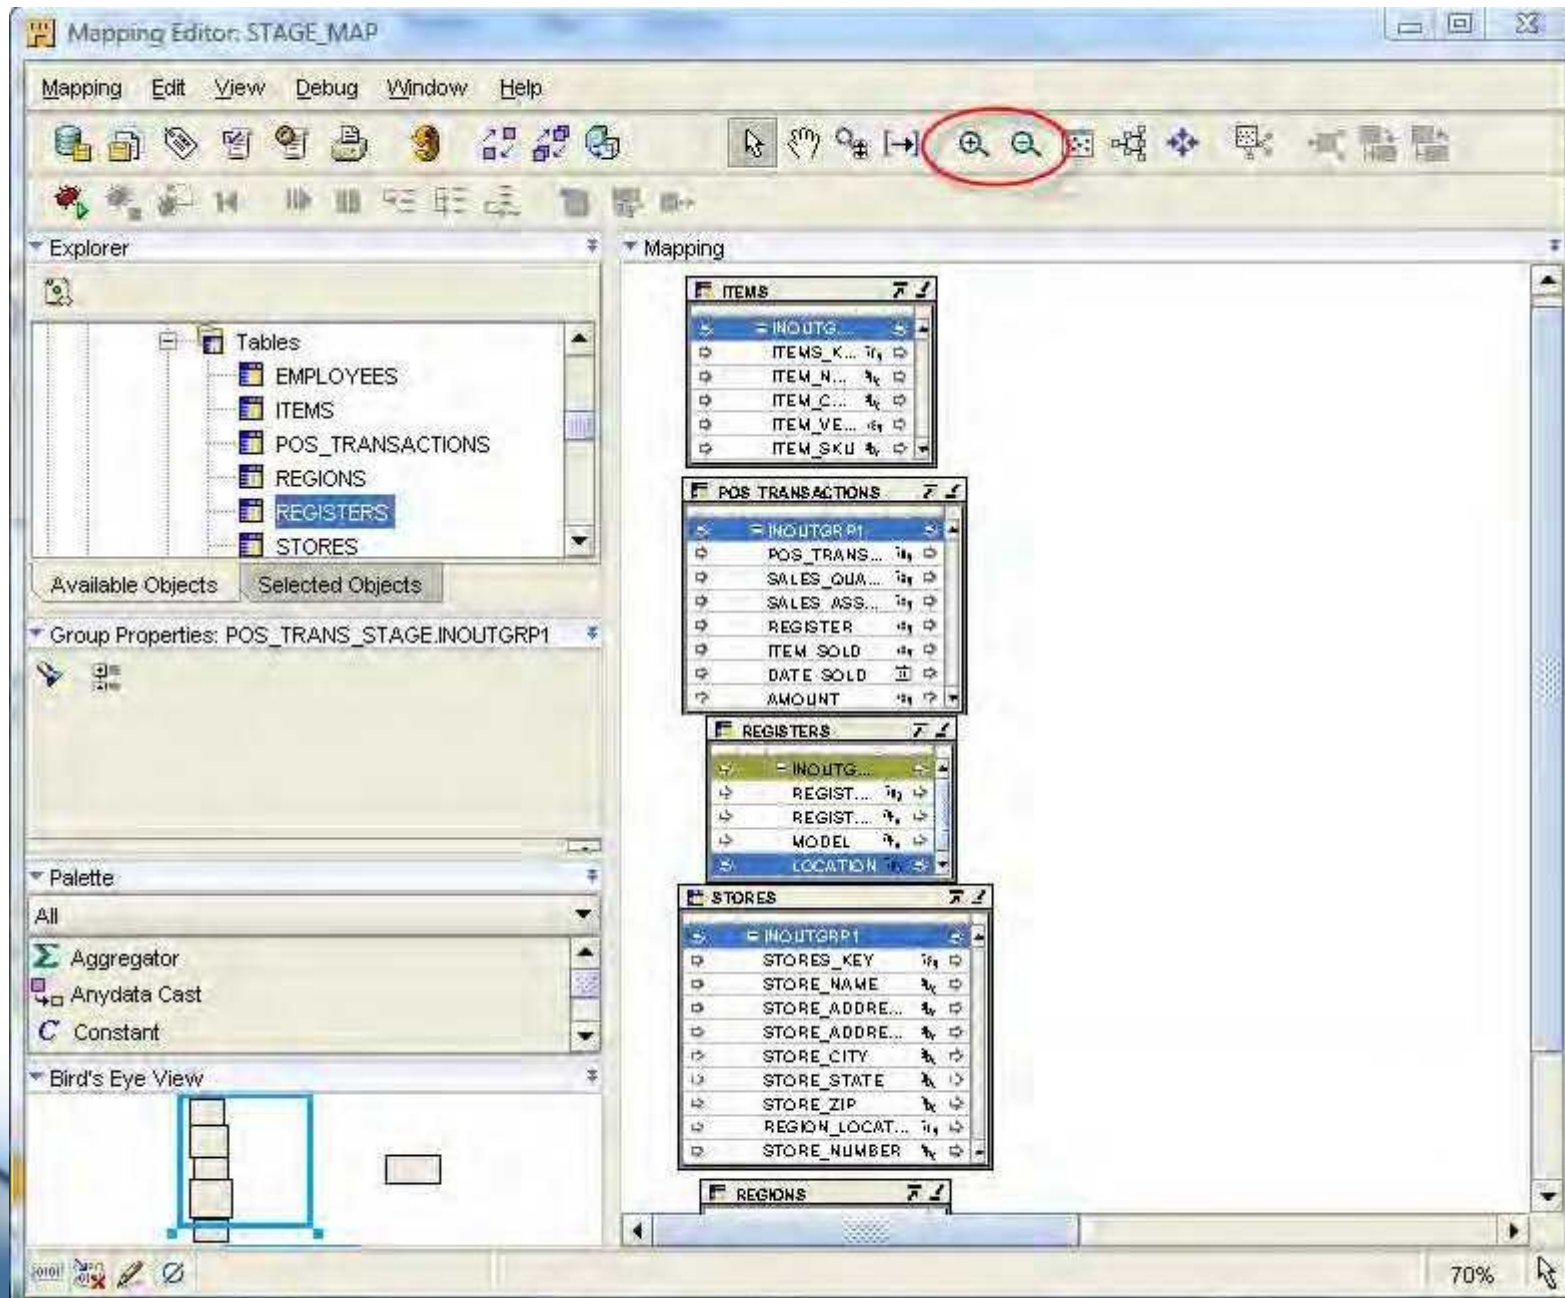 Mapping Editor: STAGE_MAP
Mapping Edit View Debug Window Help
Explorer
Tables
EMPLOYEES
ITEMS
POS_TRANSACTIONS
REGIONS
REGISTERS
STORES
Available Objects Selected Objects
Group Properties: POS_TRANS_STAGE.INOUTGRP1
Palette
All
Aggregator
Anydata Cast
Constant
Bird's Eye View
Mapping
ITEMS
INOUTG...
ITEMS_K...
ITEM_N...
ITEM_C...
ITEM_VE...
ITEM_SKU
POS_TRANSACTIONS
INOUTGRP1
POS_TRANS...
SALES_QUA...
SALES_ASS...
REGISTER
ITEM_SOLD
DATE_SOLD
AMOUNT
REGISTERS
INOUTG...
REGIST...
REGIST...
MODEL
LOCATION
STORES
INOUTGRP1
STORES_KEY
STORE_NAME
STORE_ADDRE...
STORE_ADDRE...
STORE_CITY
STORE_STATE
STORE_ZIP
REGION_LOCAT...
STORE_NUMBER
REGIONS
70%